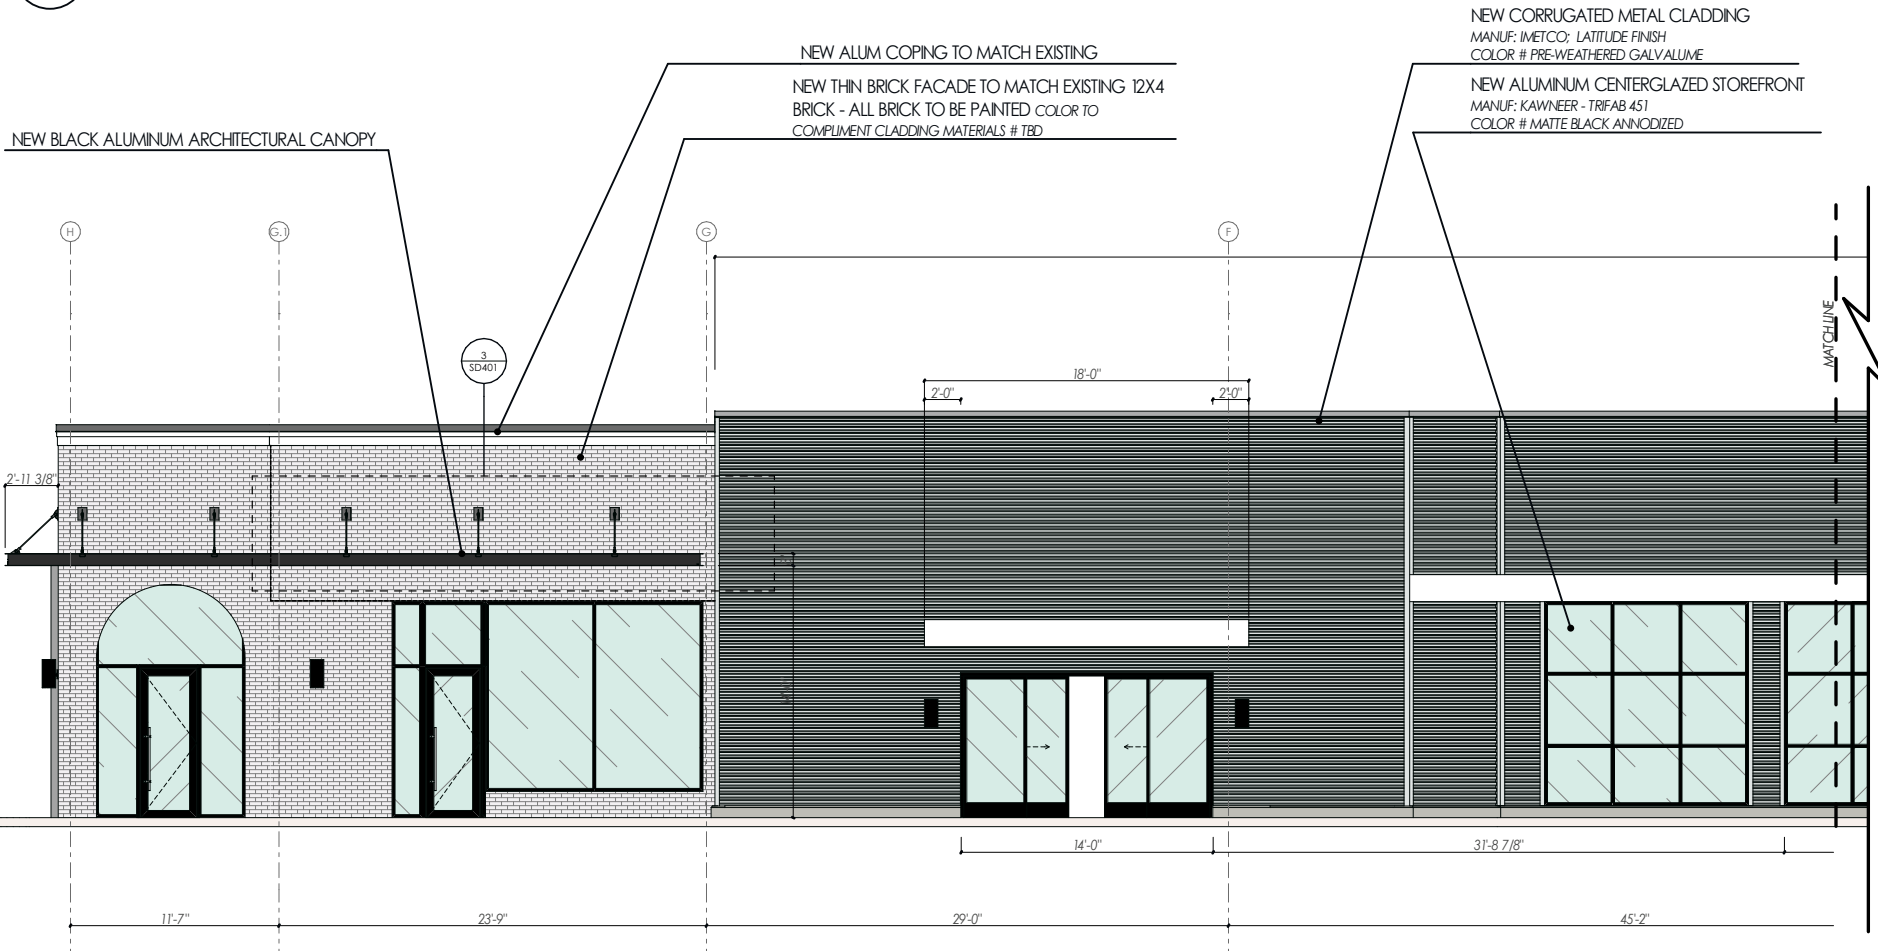 NEW CORRUGATED METAL CLADDING
MANUF: IMETCO; LATITUDE FINISH
COLOR # PRE-WEATHERED GALVALUME
NEW ALUM COPING TO MATCH EXISTING
NEW ALUMINUM CENTERGLAZED STOREFRONT
MANUF: KAWNEER - TRIFAB 451
COLOR # MATTE BLACK ANNODIZED
NEW THIN BRICK FACADE TO MATCH EXISTING 12X4
BRICK - ALL BRICK TO BE PAINTED COLOR TO
COMPLIMENT CLADDING MATERIALS # TBD
NEW BLACK ALUMINUM ARCHITECTURAL CANOPY
H
G.1
G
F
MATCH LINE
3
SD401
18'-0"
2'-0"
2'-0"
2'-11 3/8"
14'-0"
31'-8 7/8"
11'-7"
23'-9"
29'-0"
45'-2"